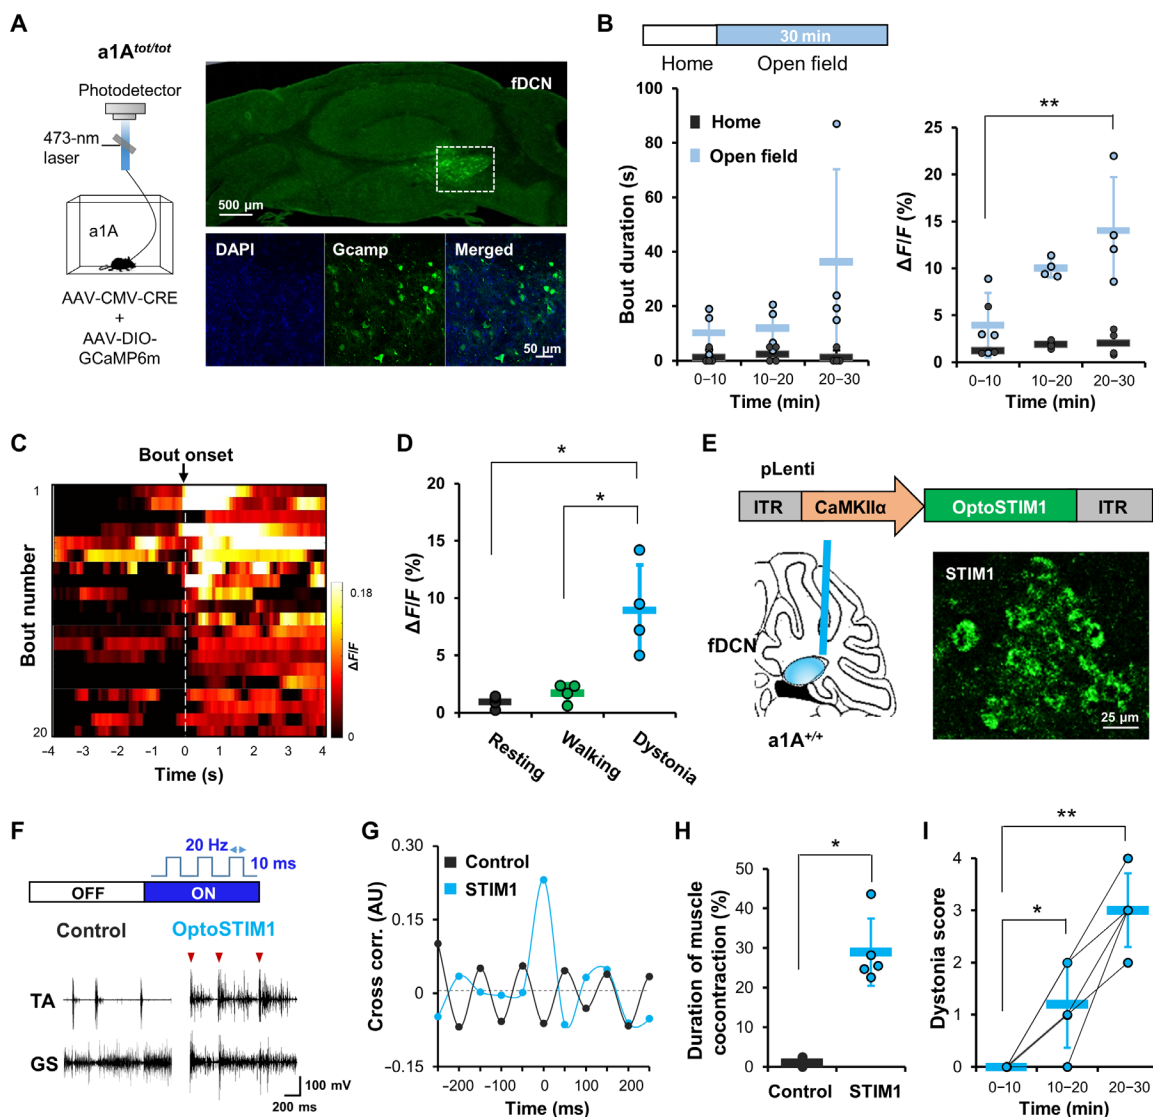 A
a1Atot/tot
Photodetector
473-nm
laser
a1A
AAV-CMV-CRE
+
AAV-DIO-
GCaMP6m
fDCN
500 µm
DAPI
Gcamp
Merged
50 µm
B
30 min
Home
Open field
Home
Open field
Bout duration (s)
100
80
60
40
20
0
0–10
10–20
20–30
Time (min)
**
ΔF/F (%)
25
20
15
10
5
0
0–10
10–20
20–30
Time (min)
C
Bout onset
Bout number
1
20
−4
−3
−2
−1
0
1
2
3
4
Time (s)
0.18
ΔF/F
0
D
*
*
ΔF/F (%)
20
15
10
5
0
Resting
Walking
Dystonia
E
pLenti
ITR
CaMKIIα
OptoSTIM1
ITR
fDCN
a1A+/+
STIM1
25 µm
F
20 Hz
10 ms
OFF
ON
Control
OptoSTIM1
TA
GS
100 mV
200 ms
G
Control
STIM1
Cross corr. (AU)
0.30
0.15
0
−0.15
−200
−100
0
100
200
Time (ms)
H
*
Duration of muscle
cocontraction (%)
50
40
30
20
10
0
Control
STIM1
I
**
*
Dystonia score
4
3
2
1
0
0–10
10–20
20–30
Time (min)